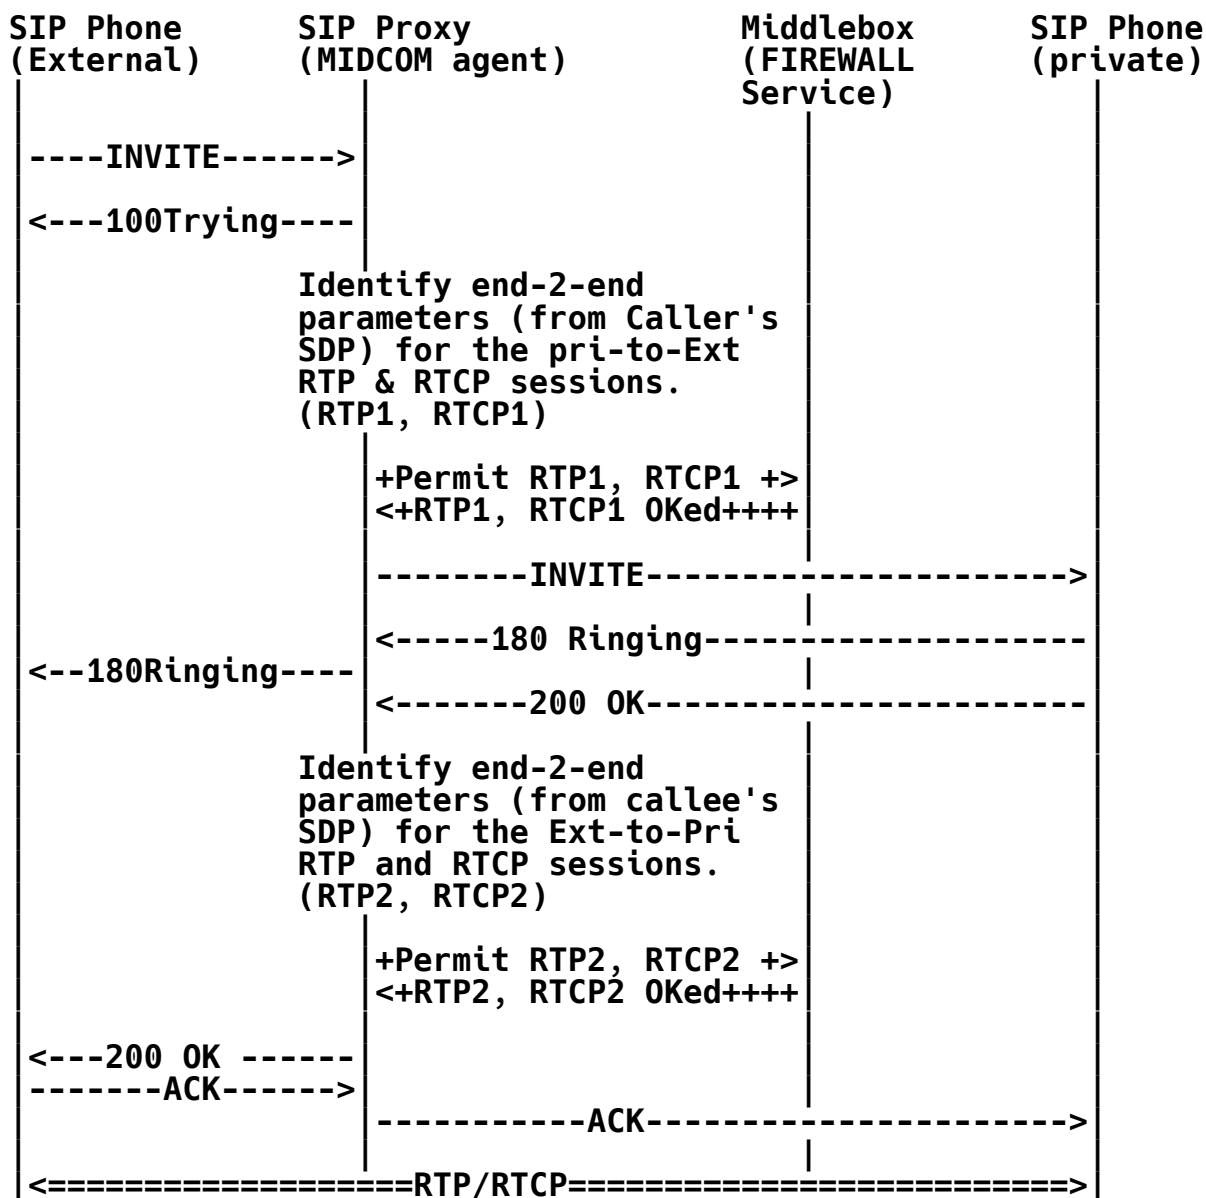 SIP Phone       SIP Proxy              Middlebox      SIP Phone
(External)     (MIDCOM agent)         (FIREWALL      (private)
                                      Service)
|----INVITE------>|
|<---100Trying----|
Identify end-2-end
parameters (from Caller's
SDP) for the pri-to-Ext
RTP & RTCP sessions.
(RTP1, RTCP1)
|+Permit RTP1, RTCP1 +>|
|<+RTP1, RTCP1 OKed++++|
|--------INVITE---------------------->|
|<-----180 Ringing--------------------|
|<--180Ringing----|
|<-------200 OK-----------------------|
Identify end-2-end
parameters (from callee's
SDP) for the Ext-to-Pri
RTP and RTCP sessions.
(RTP2, RTCP2)
|+Permit RTP2, RTCP2 +>|
|<+RTP2, RTCP2 OKed++++|
|<---200 OK ------|
|-------ACK------>|
|-----------ACK---------------------->|
|<===================RTP/RTCP==========================>|